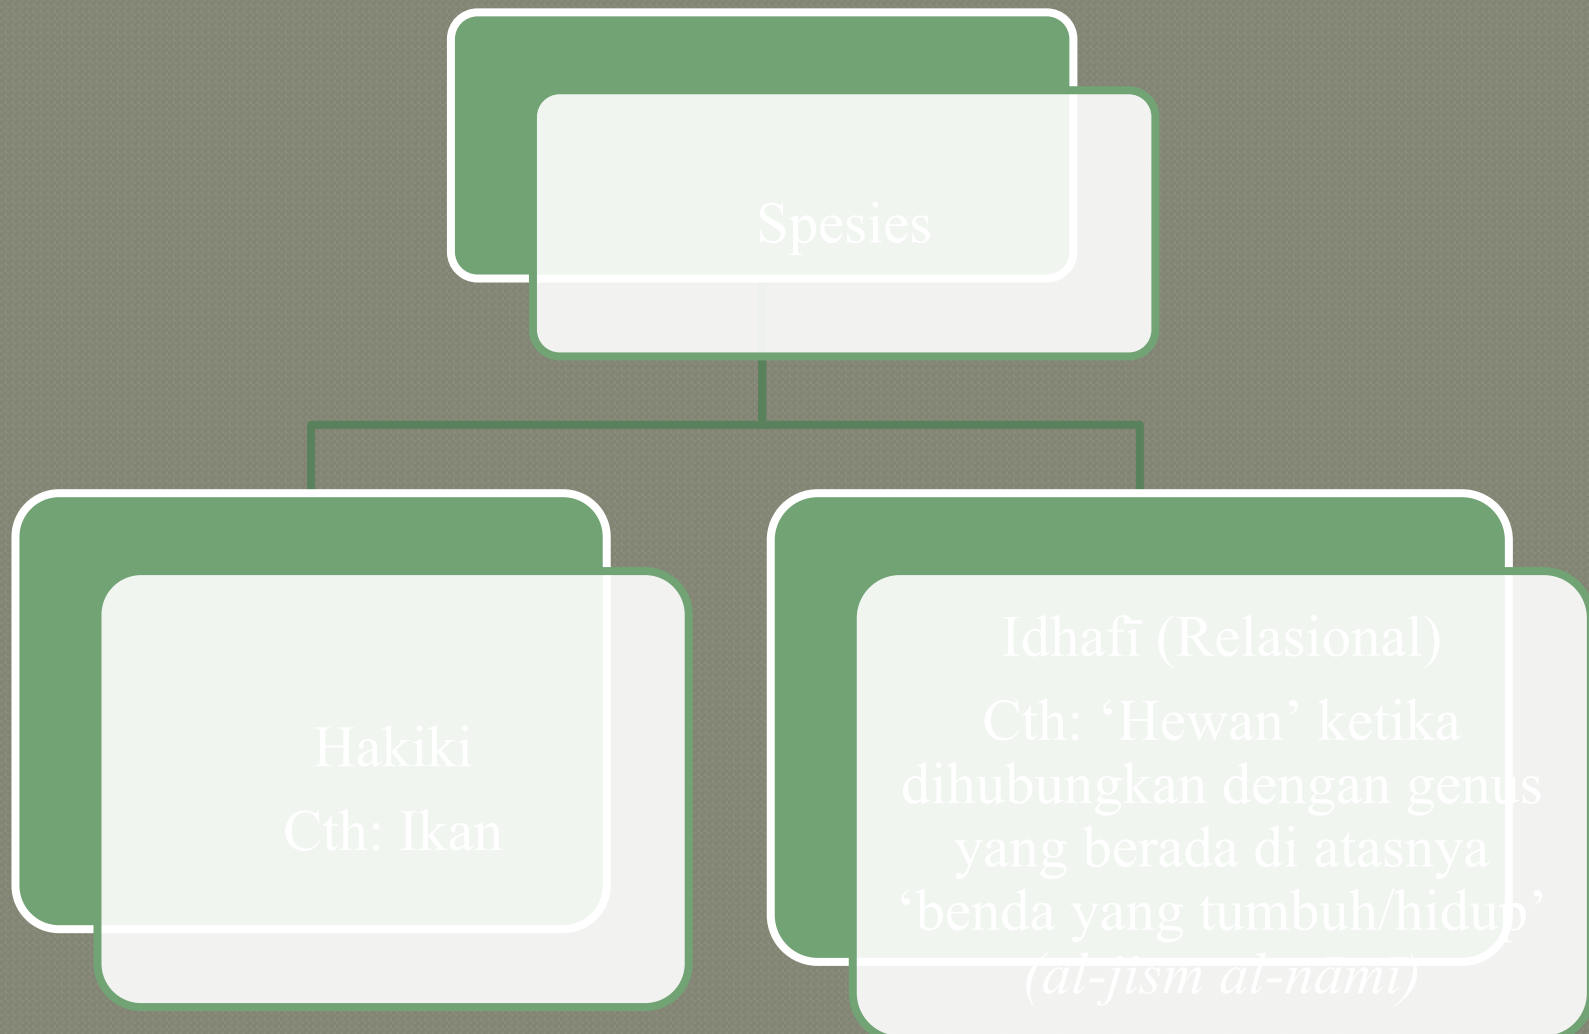 Spesies
Hakiki
Cth: Ikan
Idhafī (Relasional)
Cth: ‘Hewan’ ketika
dihubungkan dengan genus
yang berada di atasnya
‘benda yang tumbuh/hidup’
(al-jism al-nāmī)